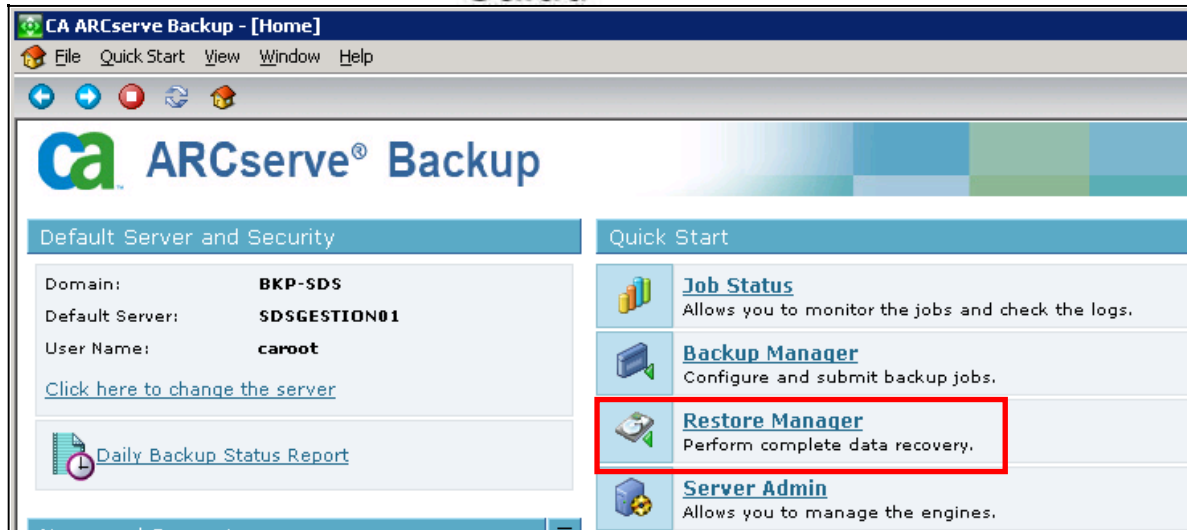 CA ARCserve Backup - [Home]
File Quick Start View Window Help
ca ARCserve® Backup
Default Server and Security
Domain: BKP-SDS
Default Server: SDSGESTION01
User Name: caroot
Click here to change the server
Daily Backup Status Report
Quick Start
Job Status
Allows you to monitor the jobs and check the logs.
Backup Manager
Configure and submit backup jobs.
Restore Manager
Perform complete data recovery.
Server Admin
Allows you to manage the engines.